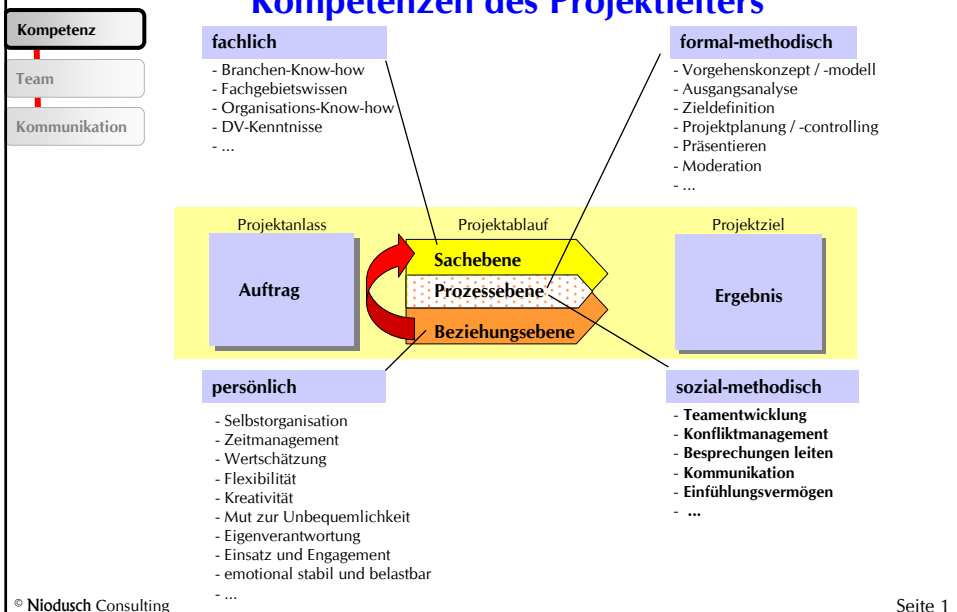 Kompetenzen des Projektleiters
Kompetenz
Team
Kommunikation
fachlich
- Branchen-Know-how
- Fachgebietswissen
- Organisations-Know-how
- DV-Kenntnisse
- ...
formal-methodisch
- Vorgehenskonzept / -modell
- Ausgangsanalyse
- Zieldefinition
- Projektplanung / -controlling
- Präsentieren
- Moderation
- ...
Projektanlass
Auftrag
Projektablauf
Sachebene
Prozessebene
Beziehungsebene
Projektziel
Ergebnis
persönlich
- Selbstorganisation
- Zeitmanagement
- Wertschätzung
- Flexibilität
- Kreativität
- Mut zur Unbequemlichkeit
- Eigenverantwortung
- Einsatz und Engagement
- emotional stabil und belastbar
- ...
sozial-methodisch
- Teamentwicklung
- Konfliktmanagement
- Besprechungen leiten
- Kommunikation
- Einfühlungsvermögen
- ...
© Niodusch Consulting
Seite 1